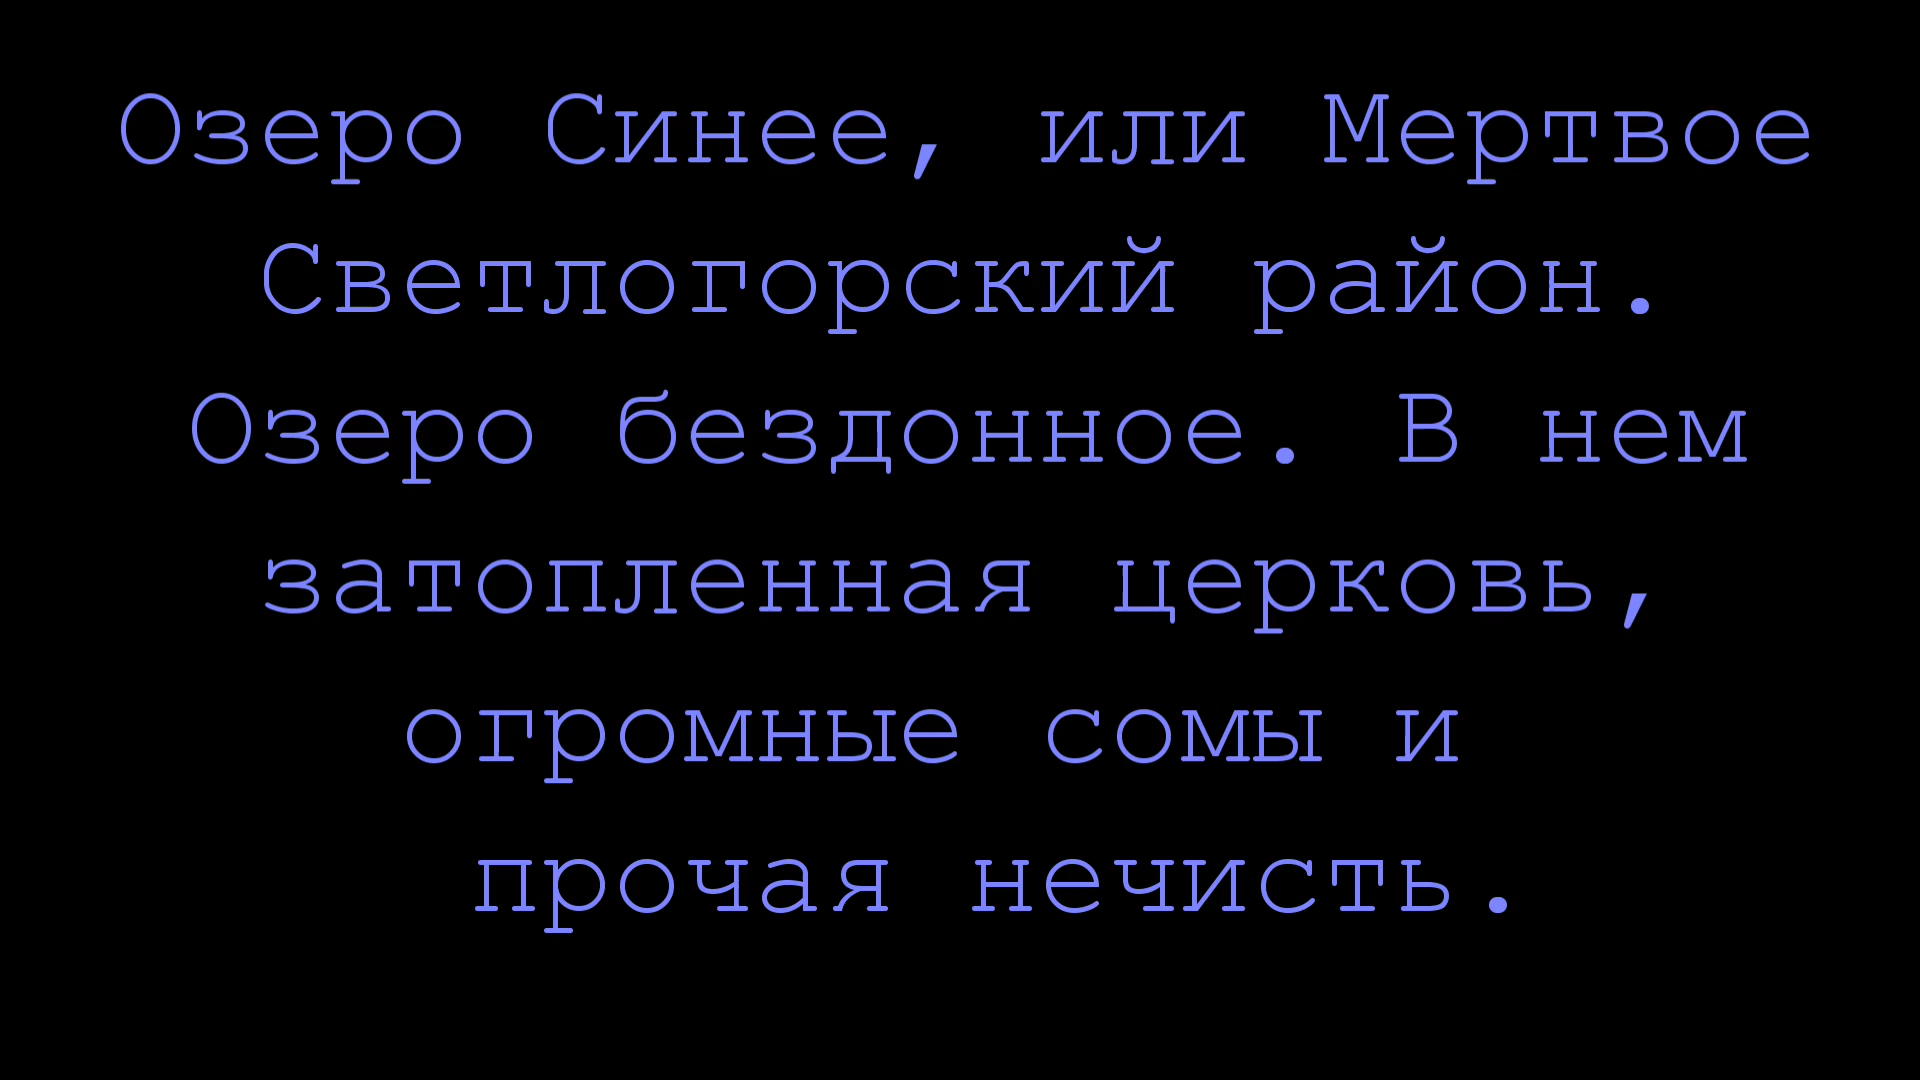 Озеро Синее, или Мертвое
Светлогорский район.
Озеро бездонное. В нем
затопленная церковь,
огромные сомы и
прочая нечисть.